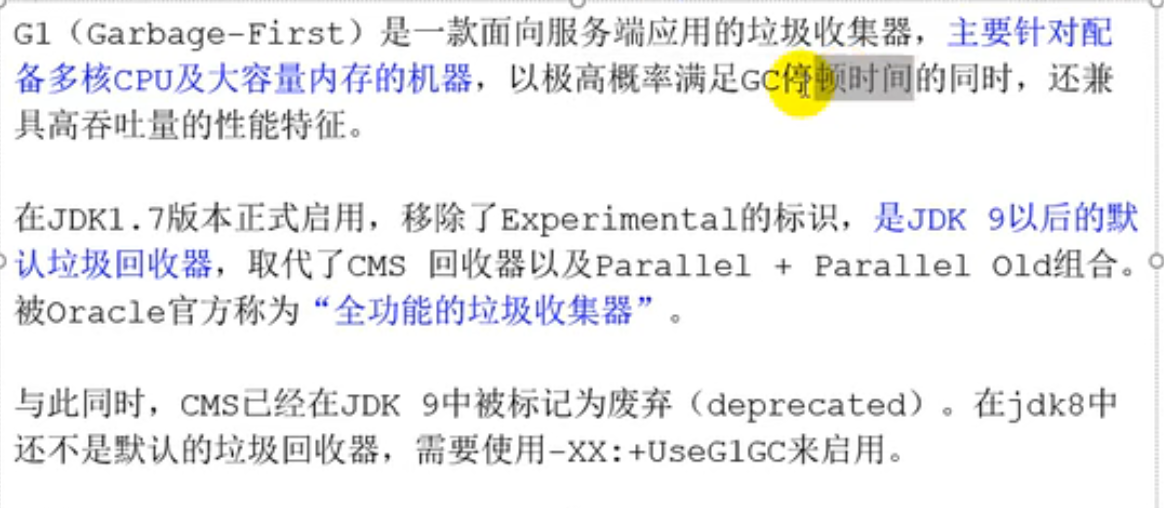 G1（Garbage-First）是一款面向服务端应用的垃圾收集器，主要针对配
备多核CPU及大容量内存的机器，以极高概率满足GC停顿时间的同时，还兼
具高吞吐量的性能特征。
在JDK1.7版本正式启用，移除了Experimental的标识，是JDK 9以后的默
认垃圾回收器，取代了CMS 回收器以及Parallel + Parallel Old组合。
被Oracle官方称为“全功能的垃圾收集器”。
与此同时，CMS已经在JDK 9中被标记为废弃（deprecated）。在jdk8中
还不是默认的垃圾回收器，需要使用-XX:+UseG1GC来启用。